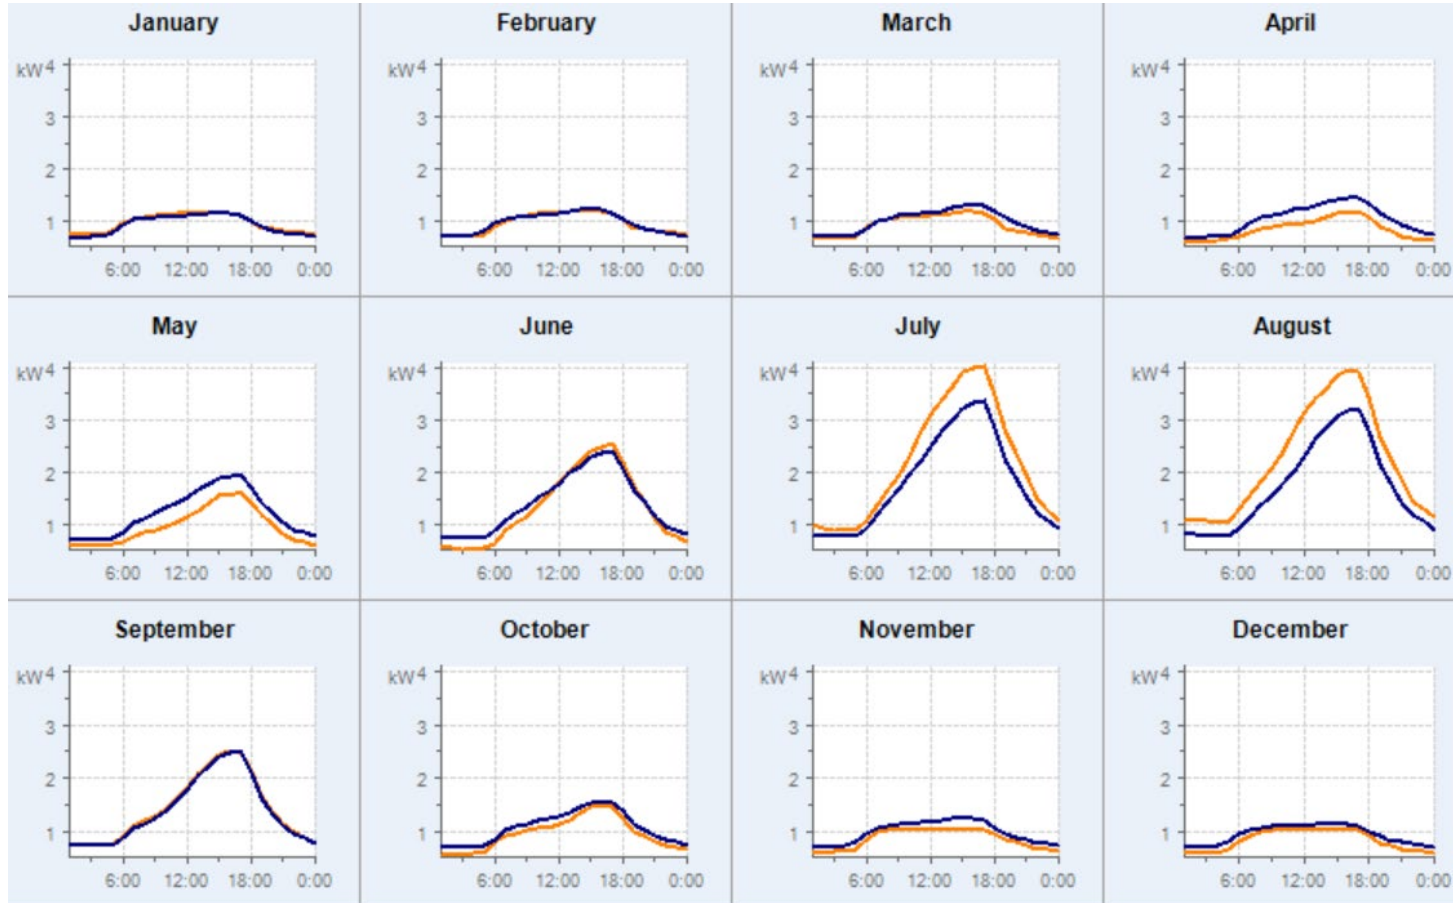 January February March April
kW 4 kW 4 kW 4 kW 4
3 3 3 3
2 2 2 2
1 1 1 1
6:00 12:00 18:00 0:00 6:00 12:00 18:00 0:00 6:00 12:00 18:00 0:00 6:00 12:00 18:00 0:00
May June July August
kW 4 kW 4 kW 4 kW 4
3 3 3 3
2 2 2 2
1 1 1 1
6:00 12:00 18:00 0:00 6:00 12:00 18:00 0:00 6:00 12:00 18:00 0:00 6:00 12:00 18:00 0:00
September October November December
kW 4 kW 4 kW 4 kW 4
3 3 3 3
2 2 2 2
1 1 1 1
6:00 12:00 18:00 0:00 6:00 12:00 18:00 0:00 6:00 12:00 18:00 0:00 6:00 12:00 18:00 0:00